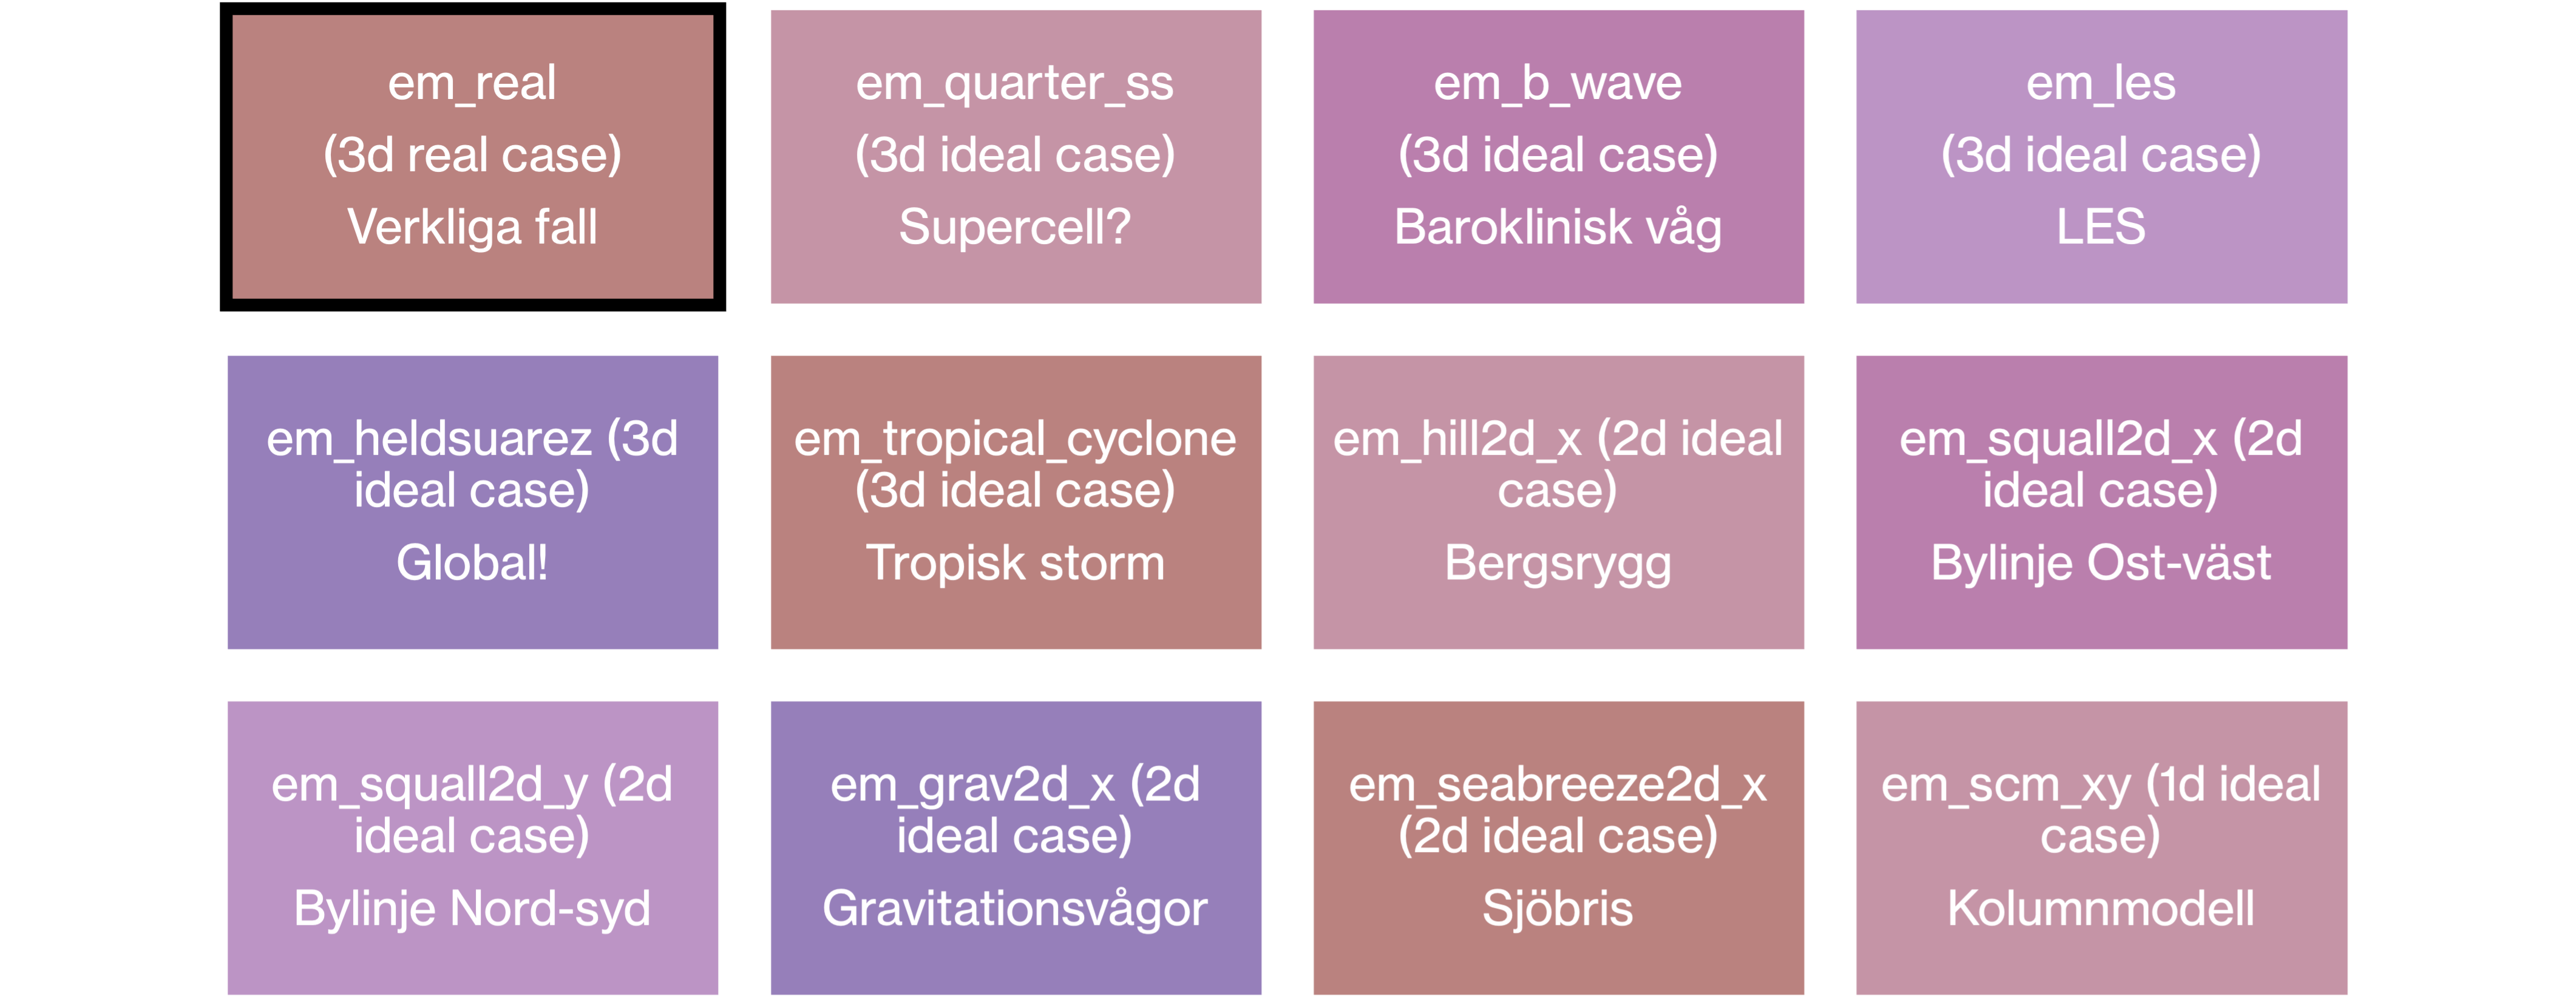 em_real
(3d real case)
Verkliga fall
em_quarter_ss
(3d ideal case)
Supercell?
em_b_wave
(3d ideal case)
Baroklinisk våg
em_les
(3d ideal case)
LES
em_heldsuarez (3d
ideal case)
Global!
em_tropical_cyclone
(3d ideal case)
Tropisk storm
em_hill2d_x (2d ideal
case)
Bergsrygg
em_squall2d_x (2d
ideal case)
Bylinje Ost-väst
em_squall2d_y (2d
ideal case)
Bylinje Nord-syd
em_grav2d_x (2d
ideal case)
Gravitationsvågor
em_seabreeze2d_x
(2d ideal case)
Sjöbris
em_scm_xy (1d ideal
case)
Kolumnmodell